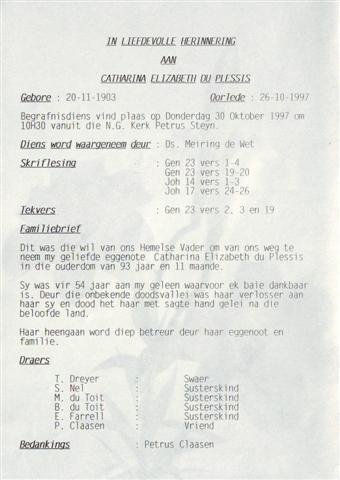 IN LIEFDEVOLLE HERINNERING
AAN
CATHARINA ELIZABETH DU PLESSIS
Gebore : 20-11-1903 Oorlede : 26-10-1997
Begrafnisdiens vind plaas op Donderdag 30 Oktober 1997 om
10H30 vanuit die N.G. Kerk Petrus Steyn.
Diens word waargeneem deur : Ds. Meiring de Wet
Skriflesing : Gen 23 vers 1-4
Gen 23 vers 19-20
Joh 14 vers 1-3
Joh 17 vers 24-26
Tekvers : Gen 23 vers 2, 3 en 19
Familiebrief
Dit was die wil van ons Hemelse Vader om van ons weg te
neem my geliefde eggenote Catharina Elizabeth du Plessis
in die ouderdom van 93 jaar en 11 maande.
Sy was vir 54 jaar aan my geleen waarvoor ek baie dankbaar
is. Deur die onbekende doodsvallei was haar verlosser aan
haar sy en dood het haar met sagte hand gelei na die
beloofde land.
Haar heengaan word diep betreur deur haar eggenoot en
familie.
Draers
T. Dreyer : Swaer
S. Nel : Susterskind
M. du Toit : Susterskind
B. du Toit : Susterskind
E. Farrell : Susterskind
P. Claasen : Vriend
Bedankings : Petrus Claasen